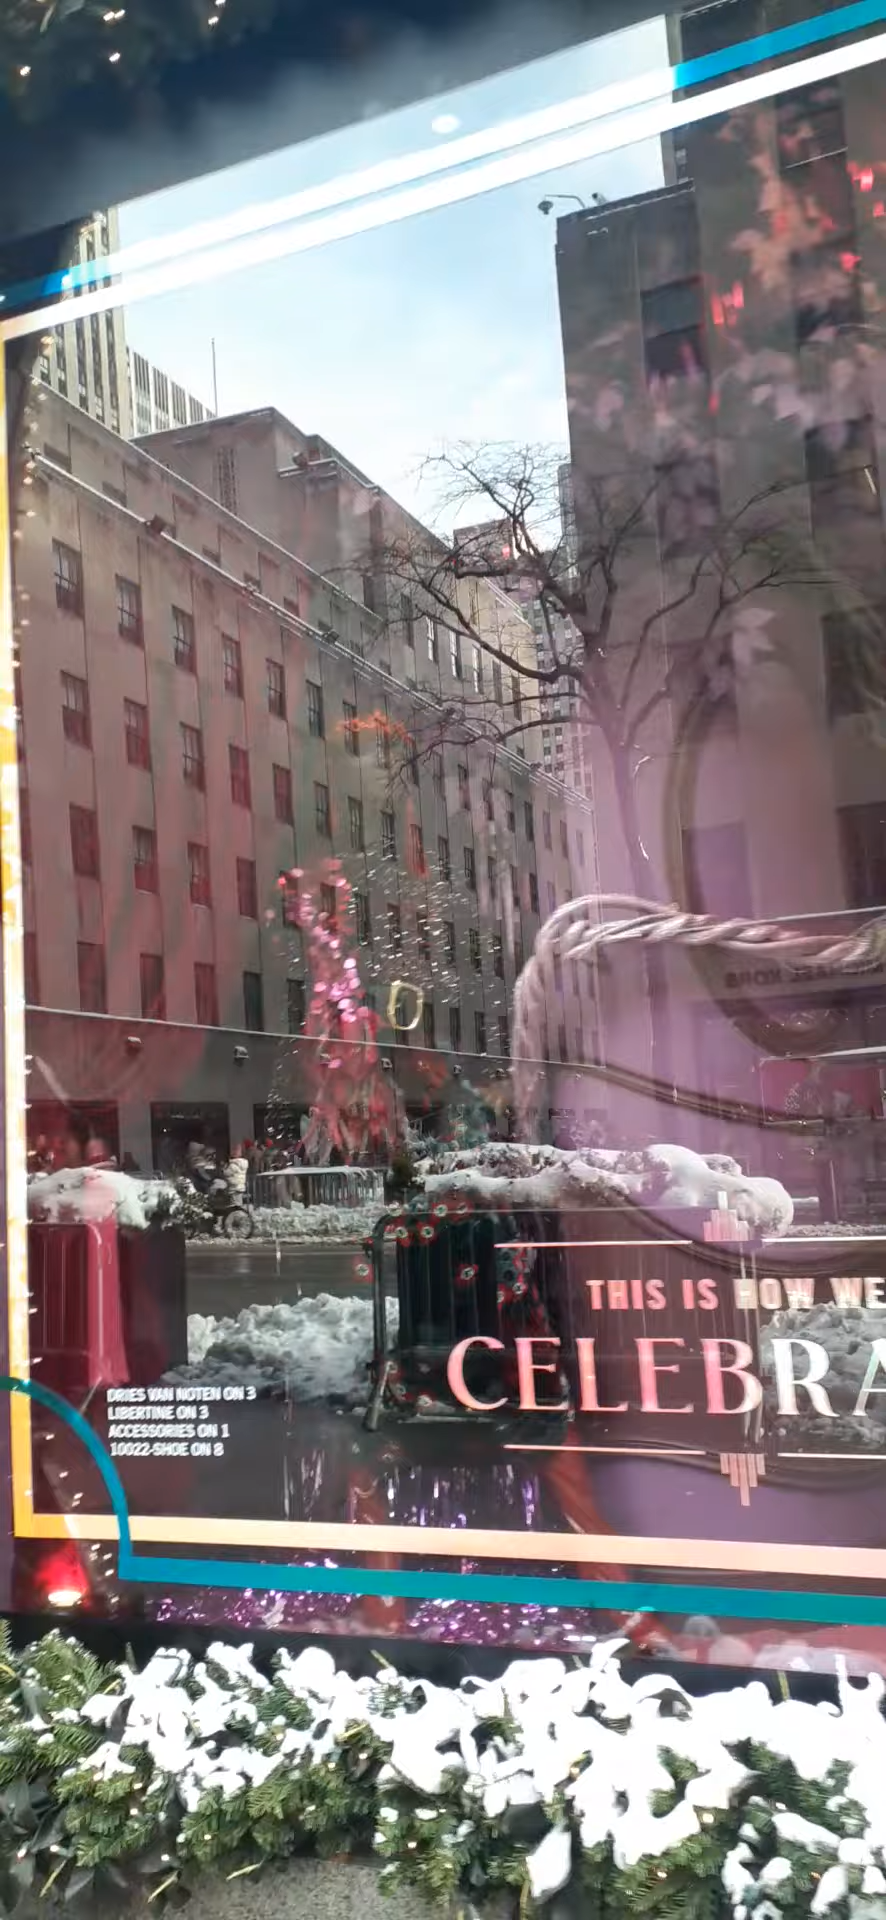 THIS IS HOW WE
CELEBRA
DRIES VAN NOTEN ON 3
LIBERTINE ON 3
ACCESSORIES ON 1
10022-SHOE ON 8